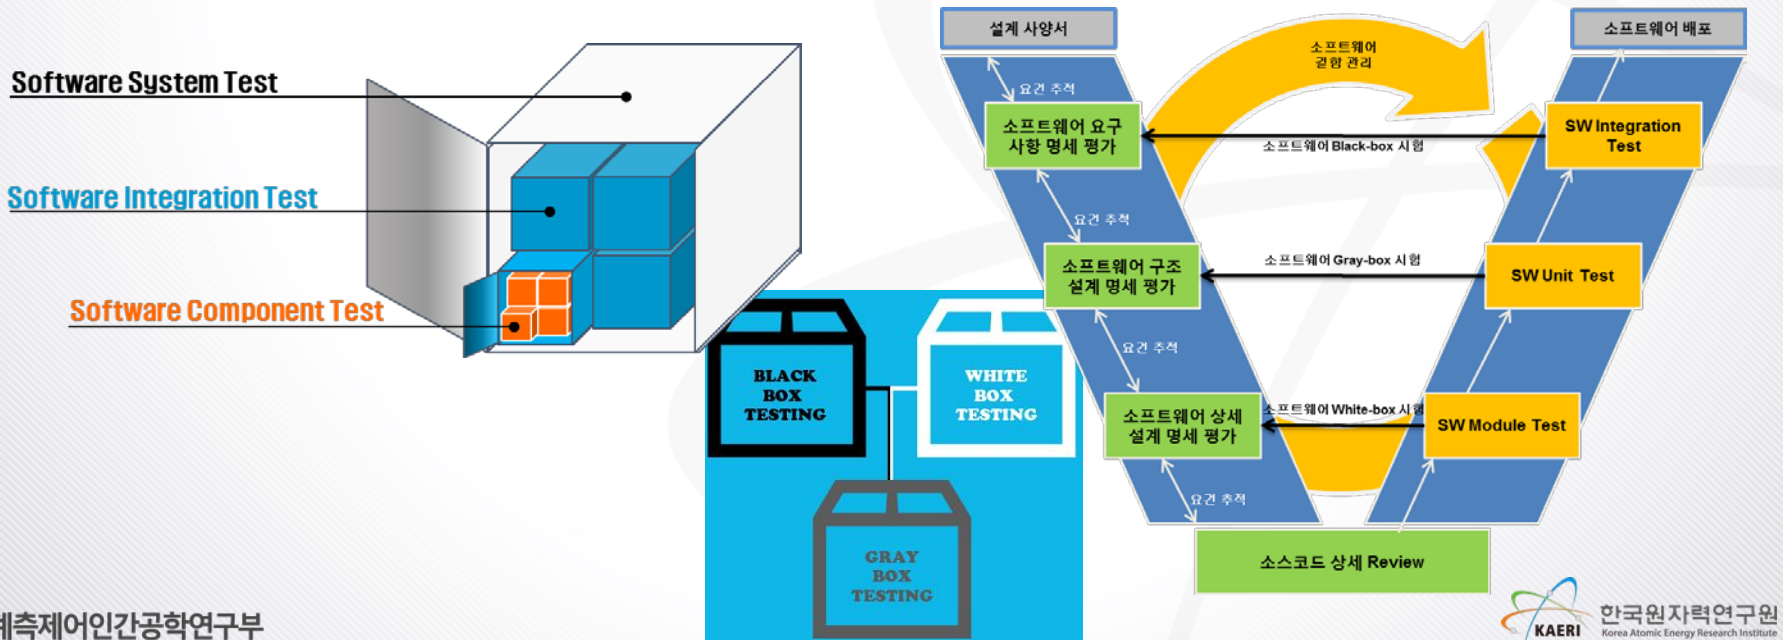 Software System Test
Software Integration Test
Software Component Test
BLACK
BOX
TESTING
WHITE
BOX
TESTING
GRAY
BOX
TESTING
설계 사양서
소프트웨어 배포
소프트웨어
결함 관리
요건 추적
소프트웨어 요구
사항 명세 평가
소프트웨어 Black-box 시험
SW Integration
Test
요건 추적
소프트웨어 구조
설계 명세 평가
소프트웨어 Gray-box 시험
SW Unit Test
요건 추적
소프트웨어 상세
설계 명세 평가
소프트웨어 White-box 시험
SW Module Test
요건 추적
소스코드 상세 Review
계측제어인간공학연구부
KAERI
한국원자력연구원
Korea Atomic Energy Research Institute